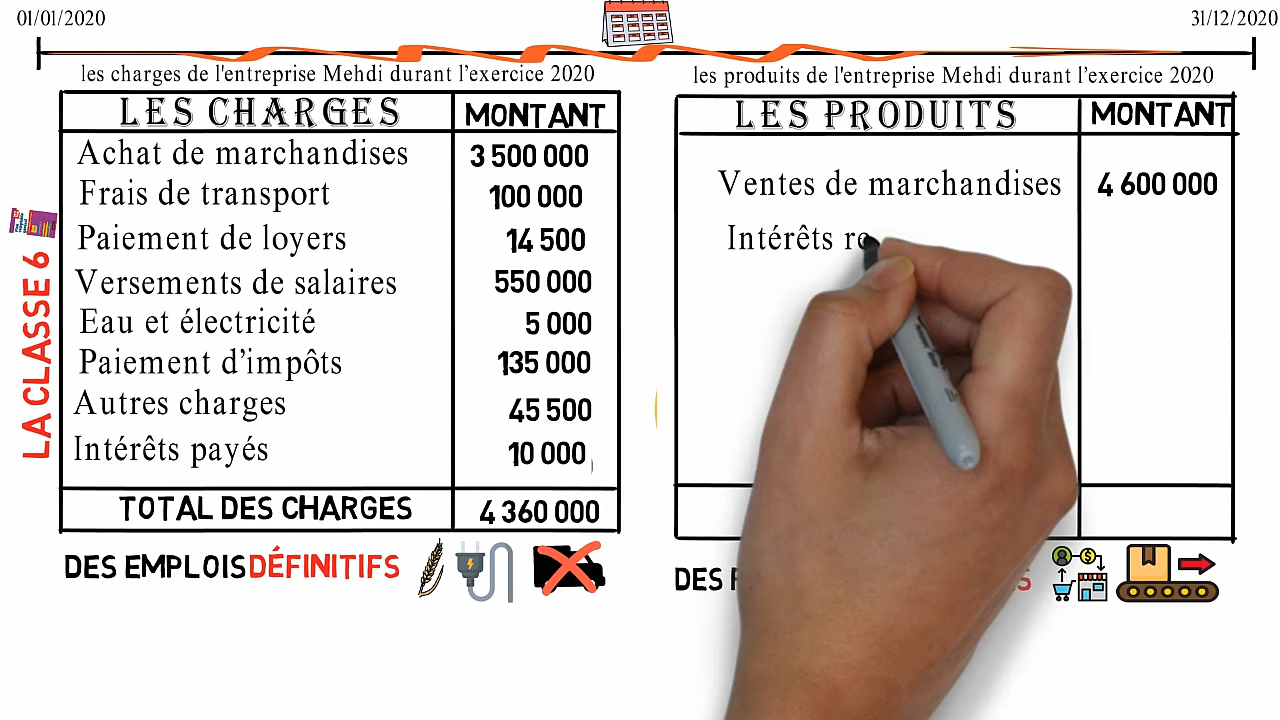 01/01/2020
31/12/2020
les charges de l'entreprise Mehdi durant l'exercice 2020
LES CHARGES MONTANT
Achat de marchandises 3 500 000
Frais de transport 100 000
Paiement de loyers 14 500
Versements de salaires 550 000
Eau et électricité 5 000
Paiement d'impôts 135 000
Autres charges 45 500
Intérêts payés 10 000
TOTAL DES CHARGES 4 360 000
LA CLASSE 6
DES EMPLOIS DÉFINITIFS
les produits de l'entreprise Mehdi durant l'exercice 2020
LES PRODUITS MONTANT
Ventes de marchandises 4 600 000
Intérêts re
DES